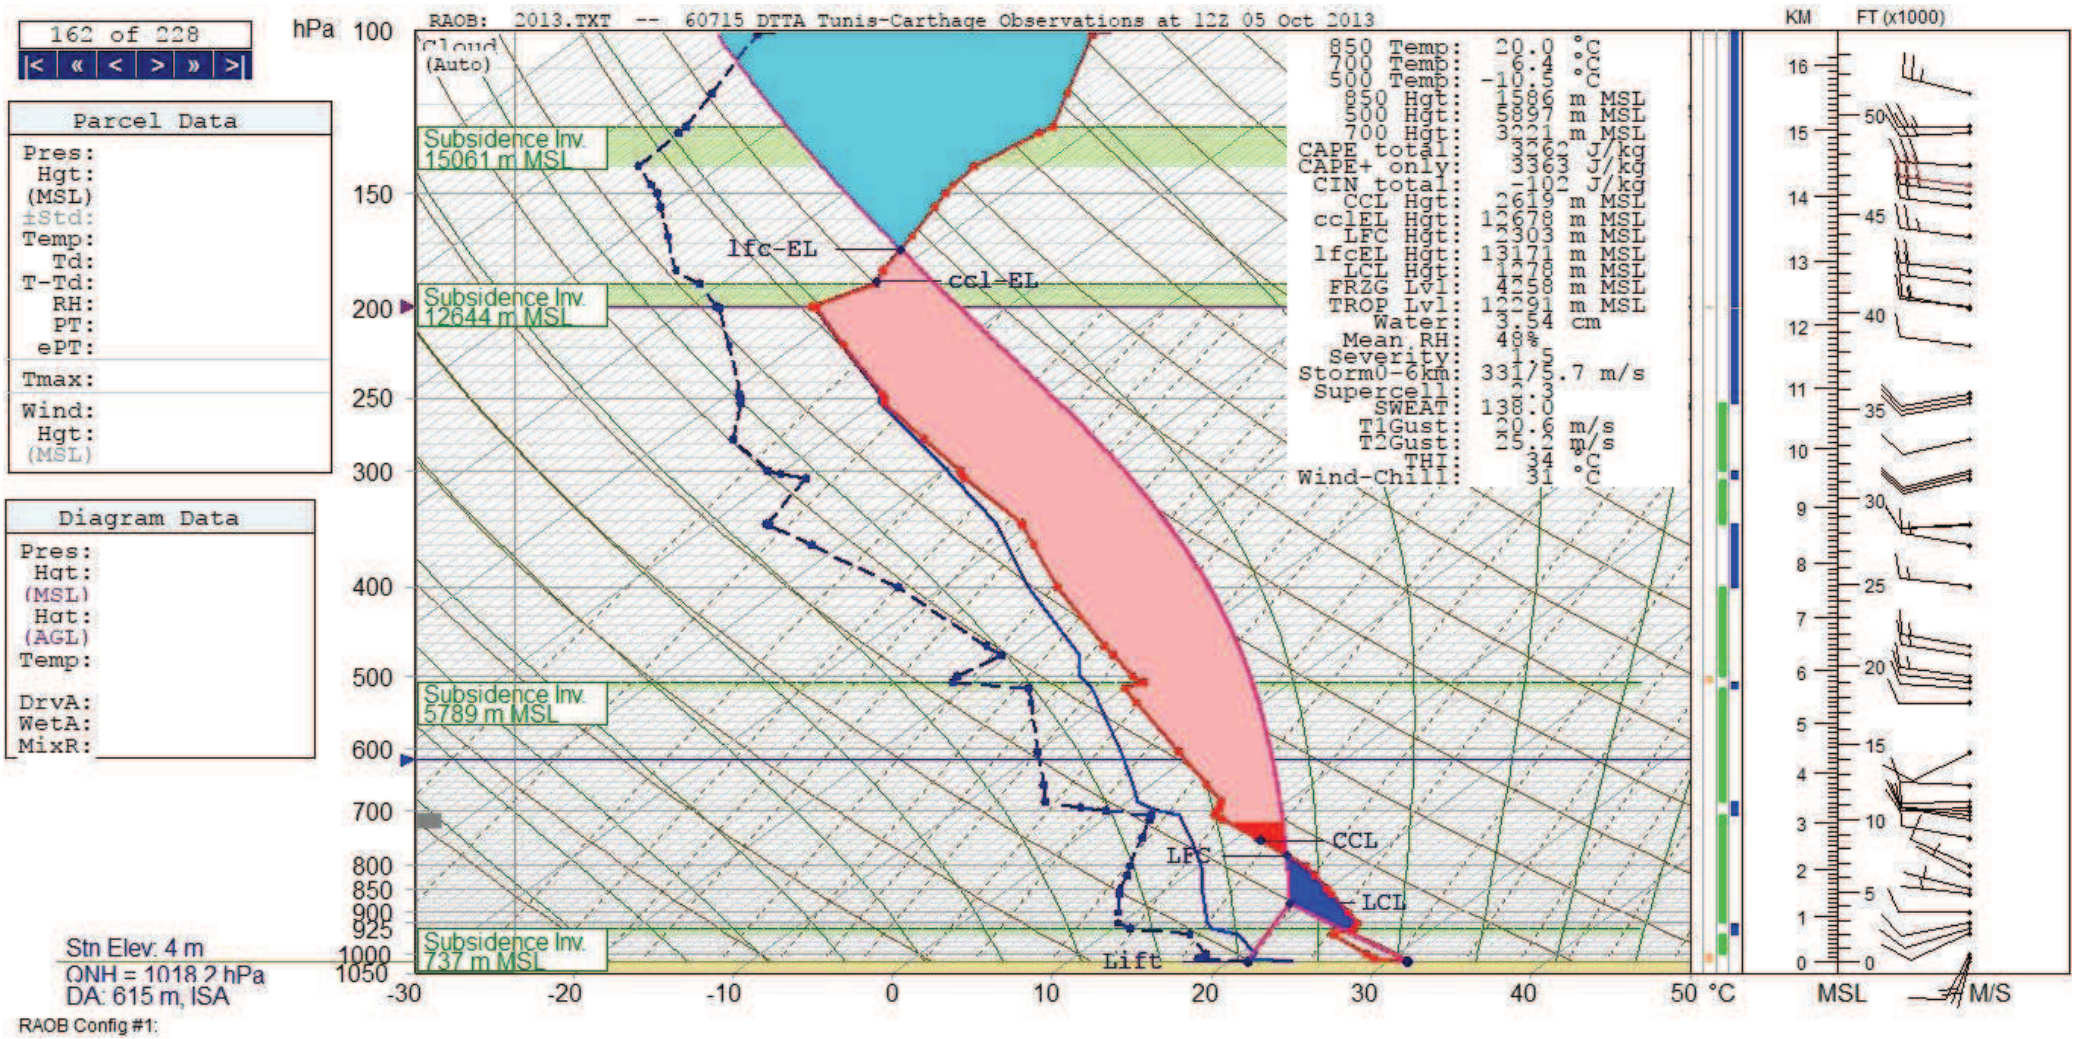 RAOB: 2013.TXT -- 60715 DTTA Tunis-Carthage Observations at 12Z 05 Oct 2013
162 of 228
|< « < > » >|
Parcel Data
Pres:
Hgt:
(MSL)
±Std:
Temp:
Td:
T-Td:
RH:
PT:
ePT:
Tmax:
Wind:
Hgt:
(MSL)
Diagram Data
Pres:
Hgt:
(MSL)
Hgt:
(AGL)
Temp:
DrvA:
WetA:
MixR:
Stn Elev: 4 m
QNH = 1018.2 hPa
DA: 615 m, ISA
RAOB Config #1:
hPa
100
150
200
250
300
400
500
600
700
800
850
900
925
1000
1050
Cloud
(Auto)
Subsidence Inv.
15061 m MSL
Subsidence Inv.
12644 m MSL
Subsidence Inv.
5789 m MSL
Subsidence Inv.
737 m MSL
lfc-EL
ccl-EL
CCL
LFC
LCL
Lift
850 Temp: 20.0 °C
700 Temp: 6.4 °C
500 Temp: -10.5 °C
850 Hgt: 1586 m MSL
500 Hgt: 5897 m MSL
700 Hgt: 3221 m MSL
CAPE total: 3262 J/kg
CAPE+ only: 3363 J/kg
CIN total: -102 J/kg
CCL Hgt: 2619 m MSL
cclEL Hgt: 12678 m MSL
LFC Hgt: 2303 m MSL
lfcEL Hgt: 13171 m MSL
LCL Hgt: 1278 m MSL
FRZG Lvl: 4258 m MSL
TROP Lvl: 12291 m MSL
Water: 3.54 cm
Mean RH: 48%
Severity: 1.5
Storm0-6km: 331/5.7 m/s
Supercell: 2.3
SWEAT: 138.0
T1Gust: 20.6 m/s
T2Gust: 25.2 m/s
THI: 34 °C
Wind-Chill: 31 °C
-30 -20 -10 0 10 20 30 40 50 °C
KM
16
15
14
13
12
11
10
9
8
7
6
5
4
3
2
1
0
MSL
FT (x1000)
50
45
40
35
30
25
20
15
10
5
0
M/S